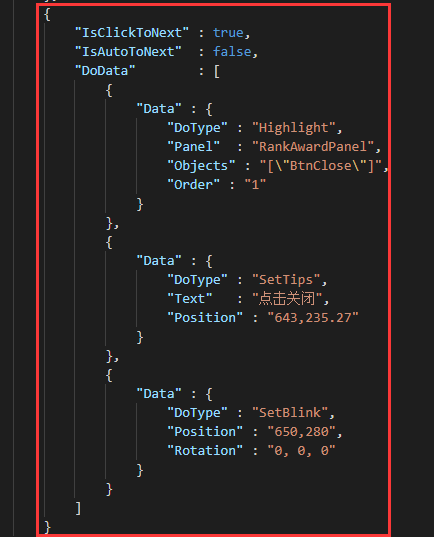 {
"IsClickToNext" : true,
"IsAutoToNext" : false,
"DoData" : [
{
"Data" : {
"DoType" : "Highlight",
"Panel" : "RankAwardPanel",
"Objects" : "[\"BtnClose\"]",
"Order" : "1"
}
},
{
"Data" : {
"DoType" : "SetTips",
"Text" : "点击关闭",
"Position" : "643,235.27"
}
},
{
"Data" : {
"DoType" : "SetBlink",
"Position" : "650,280",
"Rotation" : "0, 0, 0"
}
}
]
}